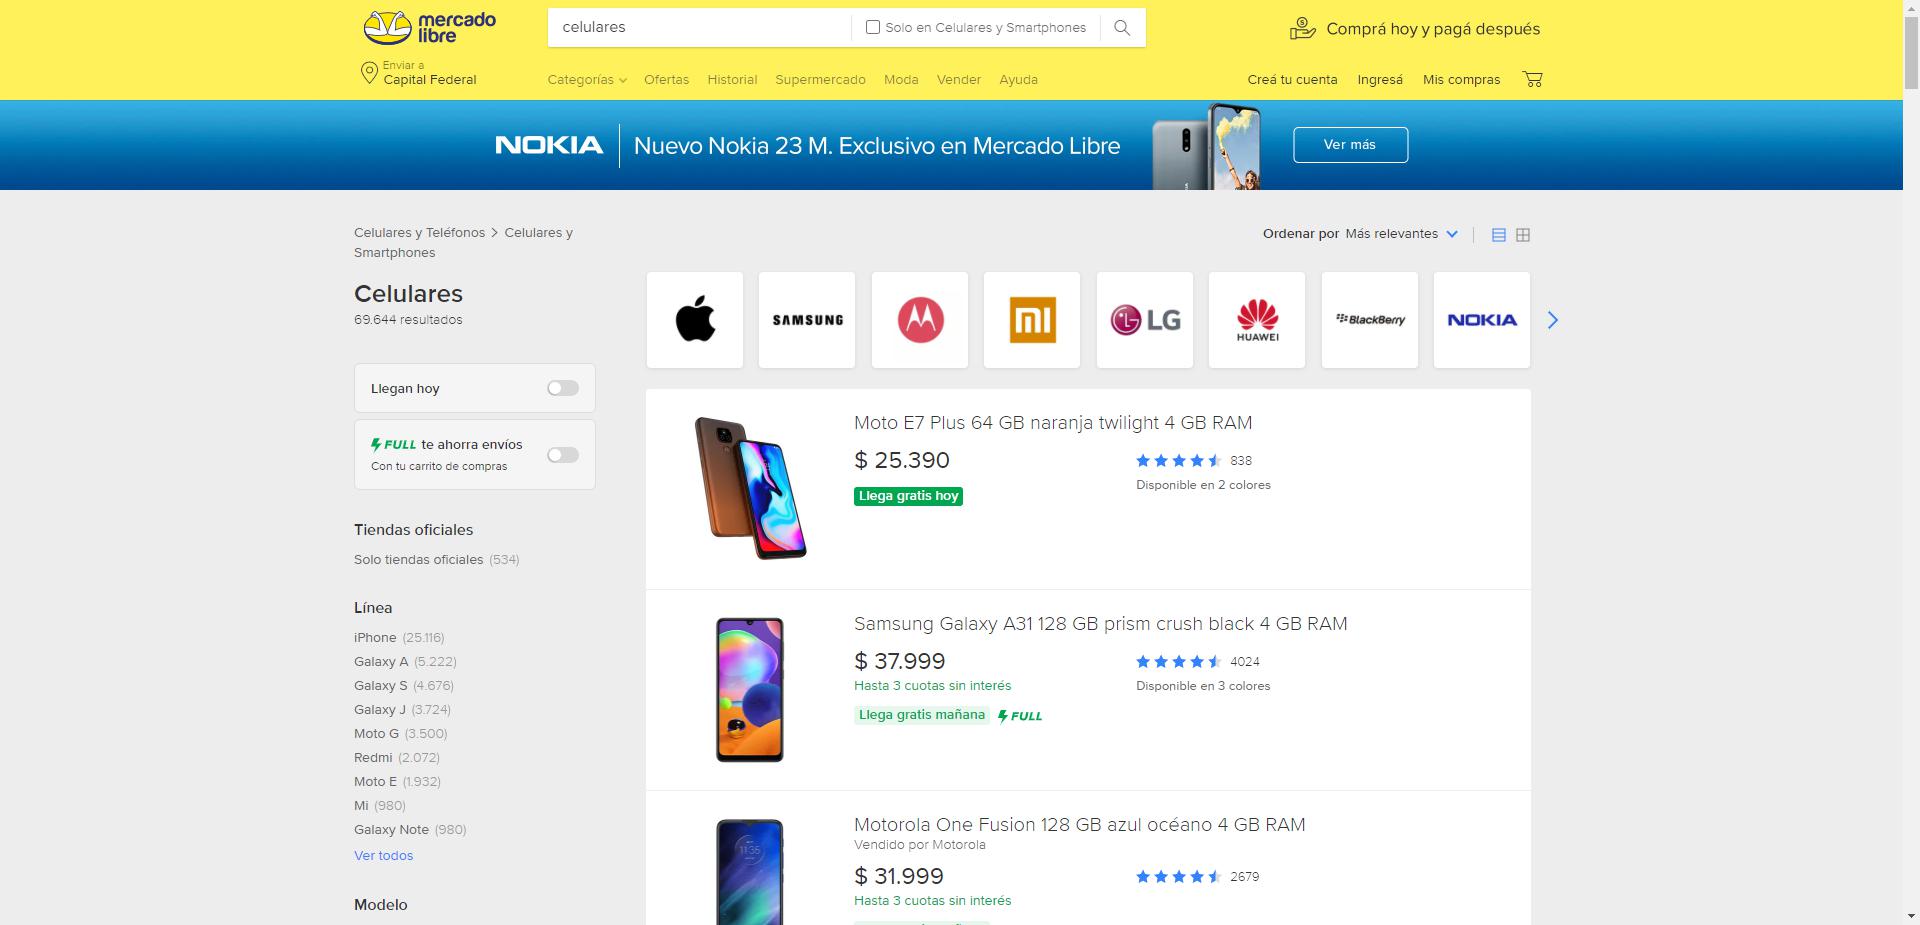 mercado
libre
celulares
Solo en Celulares y Smartphones
Comprá hoy y pagá después
Enviar a
Capital Federal
Categorías
Ofertas
Historial
Supermercado
Moda
Vender
Ayuda
Creá tu cuenta
Ingresá
Mis compras
NOKIA
Nuevo Nokia 23 M. Exclusivo en Mercado Libre
Ver más
Celulares y Teléfonos > Celulares y
Smartphones
Ordenar por Más relevantes
Celulares
69.644 resultados
SAMSUNG
LG
HUAWEI
BlackBerry
NOKIA
Llegan hoy
FULL te ahorra envíos
Con tu carrito de compras
Tiendas oficiales
Solo tiendas oficiales (534)
Línea
iPhone (25.116)
Galaxy A (5.222)
Galaxy S (4.676)
Galaxy J (3.724)
Moto G (3.500)
Redmi (2.072)
Moto E (1.932)
Mi (980)
Galaxy Note (980)
Ver todos
Modelo
Moto E7 Plus 64 GB naranja twilight 4 GB RAM
$ 25.390
838
Disponible en 2 colores
Llega gratis hoy
Samsung Galaxy A31 128 GB prism crush black 4 GB RAM
$ 37.999
4024
Hasta 3 cuotas sin interés
Disponible en 3 colores
Llega gratis mañana FULL
Motorola One Fusion 128 GB azul océano 4 GB RAM
Vendido por Motorola
11:35
$ 31.999
2679
Hasta 3 cuotas sin interés